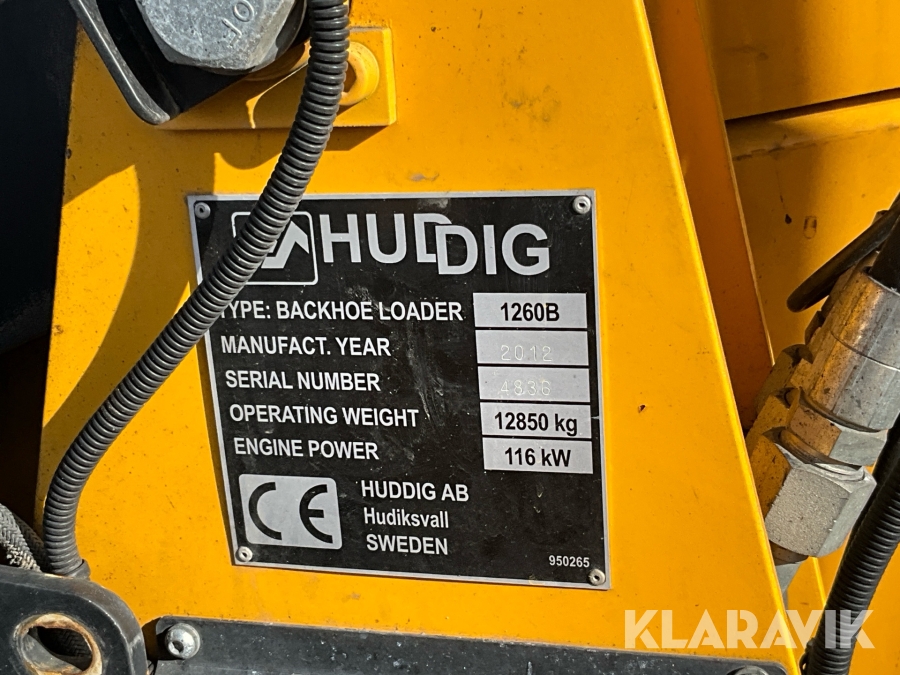 HUDDIG
TYPE: BACKHOE LOADER 1260B
MANUFACT. YEAR 2012
SERIAL NUMBER 4836
OPERATING WEIGHT 12850 kg
ENGINE POWER 116 kW
CE
HUDDIG AB
Hudiksvall
SWEDEN
950265
KLARAVIK